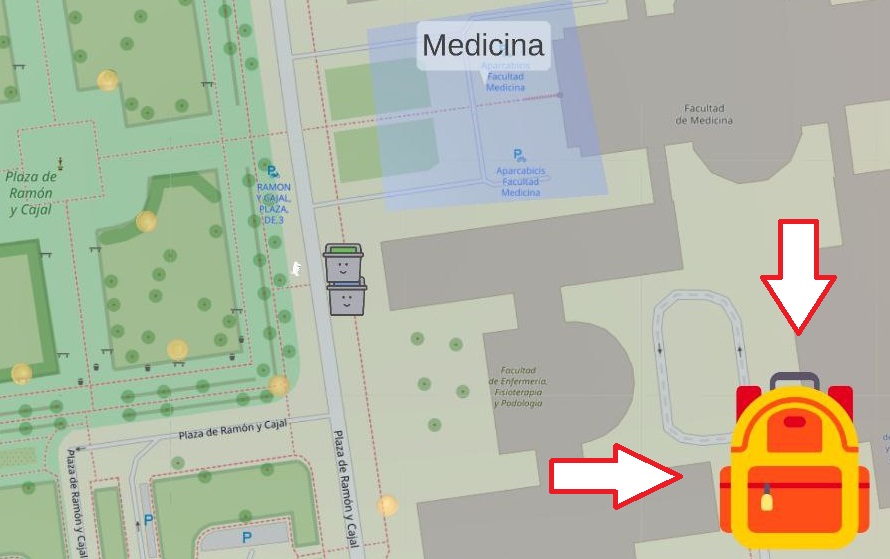 Medicina
Aparcabicis
Facultad
Medicina
Facultad
de Medicina
Aparcabicis
Facultad
Medicina
Plaza de
Ramón
y Cajal
P
RAMON
Y CAJAL,
PLAZA,
DE,3
Facultad
de Enfermería,
Fisioterapia
y Podología
Plaza de Ramón y Cajal
Plaza de Ramón y Cajal
Plaza de Ramón y Cajal
P
P
P